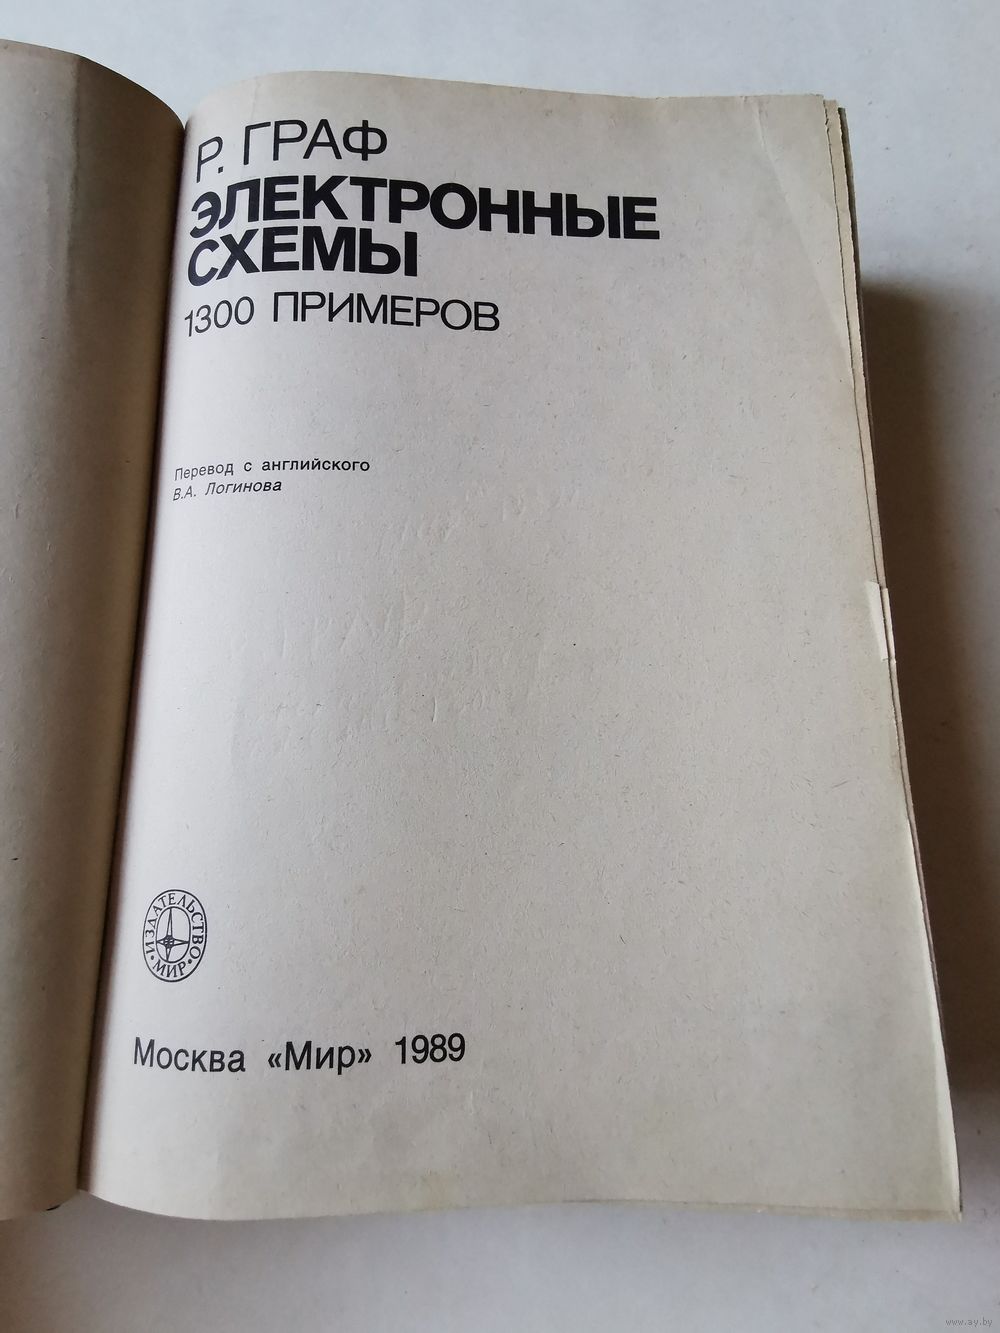 Р. ГРАФ
ЭЛЕКТРОННЫЕ
СХЕМЫ
1300 ПРИМЕРОВ
Перевод с английского
В.А. Логинова
ИЗДАТЕЛЬСТВО
МИР
Москва «Мир» 1989
www.ay.by